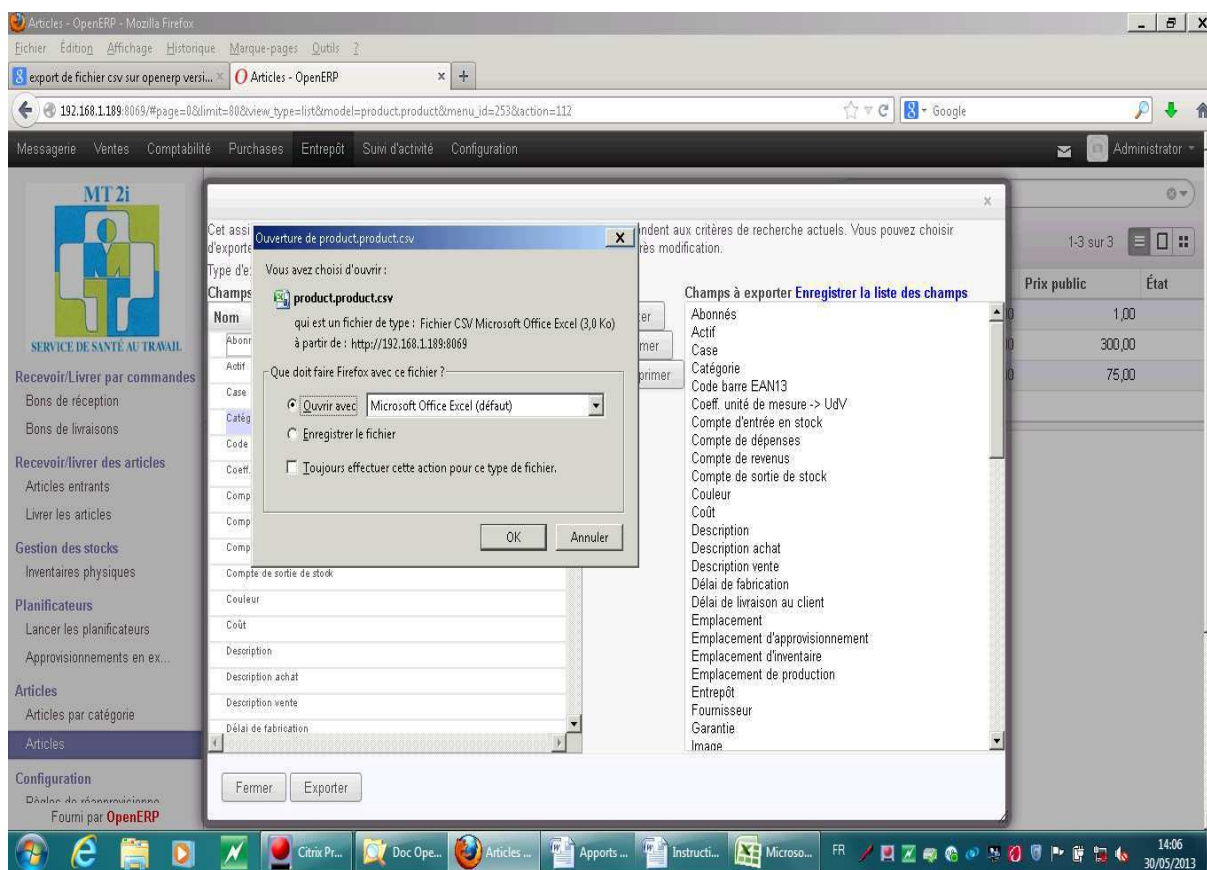 Articles - OpenERP - Mozilla Firefox
Fichier Édition Affichage Historique Marque-pages Outils ?
export de fichier csv sur openerp versi...
Articles - OpenERP
192.168.1.189:8069/#page=0&limit=80&view_type=list&model=product.product&menu_id=253&action=112
Google
Messagerie Ventes Comptabilité Purchases Entrepôt Suivi d'activité Configuration
Administrator
MT2i
SERVICE DE SANTÉ AU TRAVAIL
Recevoir/Livrer par commandes
Bons de réception
Bons de livraisons
Recevoir/livrer des articles
Articles entrants
Livrer les articles
Gestion des stocks
Inventaires physiques
Planificateurs
Lancer les planificateurs
Approvisionnements en ex...
Articles
Articles par catégorie
Articles
Configuration
Fourni par OpenERP
Cet assi
ndent aux critères de recherche actuels. Vous pouvez choisir
d'exporte
rès modification.
Type d'e
Champs
Nom
Abonr
Actif
Case
Catég
Code
Coeff.
Comp
Comp
Comp
Compte de sortie de stock
Couleur
Coût
Description
Description achat
Description vente
Délai de fabrication
Ouverture de product.product.csv
Vous avez choisi d'ouvrir :
product.product.csv
qui est un fichier de type : Fichier CSV Microsoft Office Excel (3,0 Ko)
à partir de : http://192.168.1.189:8069
Que doit faire Firefox avec ce fichier ?
Ouvrir avec Microsoft Office Excel (défaut)
Enregistrer le fichier
Toujours effectuer cette action pour ce type de fichier.
OK Annuler
ter
mer
primer
Champs à exporter Enregistrer la liste des champs
Abonnés
Actif
Case
Catégorie
Code barre EAN13
Coeff. unité de mesure -> UdV
Compte d'entrée en stock
Compte de dépenses
Compte de revenus
Compte de sortie de stock
Couleur
Coût
Description
Description achat
Description vente
Délai de fabrication
Délai de livraison au client
Emplacement
Emplacement d'approvisionnement
Emplacement d'inventaire
Emplacement de production
Entrepôt
Fournisseur
Garantie
Image
Fermer Exporter
1-3 sur 3
Prix public État
1,00
300,00
75,00
Citrix Pr... Doc Ope... Articles ... Apports ... Instructi... Microso... FR
14:06
30/05/2013